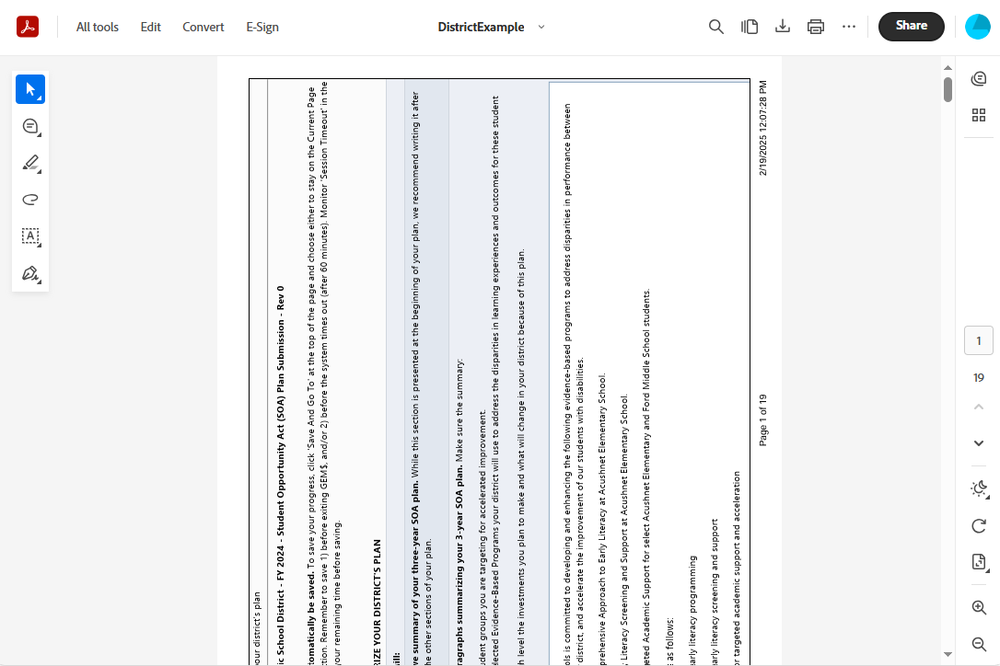 All tools
Edit
Convert
E-Sign
DistrictExample
Share
our district's plan
ic School District - FY 2024 - Student Opportunity Act (SOA) Plan Submission - Rev 0
tomatically be saved. To save your progress, click 'Save And Go To' at the top of the page and choose either to stay on the Current Page
tion. Remember to save 1) before exiting GEM$, and/or 2) before the system times out (after 60 minutes). Monitor 'Session Timeout' in the
your remaining time before saving.
RIZE YOUR DISTRICT'S PLAN
ill:
ve summary of your three-year SOA plan. While this section is presented at the beginning of your plan, we recommend writing it after
he other sections of your plan.
ragraphs summarizing your 3-year SOA plan. Make sure the summary:
udent groups you are targeting for accelerated improvement.
lected Evidence-Based Programs your district will use to address the disparities in learning experiences and outcomes for these student
h level the investments you plan to make and what will change in your district because of this plan.
ols is committed to developing and enhancing the following evidence-based programs to address disparities in performance between
district, and accelerate the improvement of our students with disabilities.
prehensive Approach to Early Literacy at Acushnet Elementary School.
Literacy Screening and Support at Acushnet Elementary School.
eted Academic Support for select Acushnet Elementary and Ford Middle School students.
as follows:
early literacy programming
early literacy screening and support
or targeted academic support and acceleration
2/19/2025 12:07:28 PM
Page 1 of 19
1
19